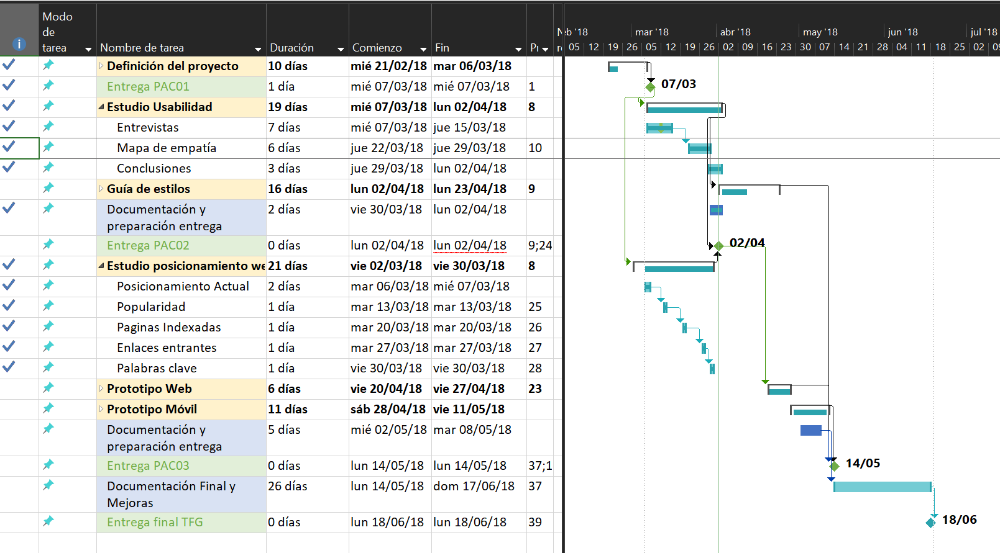 Modo
de
tarea
Nombre de tarea
Duración
Comienzo
Fin
eb '18
mar '18
abr '18
may '18
jun '18
jul '18
05 12 19 26 05 12 19 26 02 09 16 23 30 07 14 21 28 04 11 18 25 02 09
Definición del proyecto 10 días mié 21/02/18 mar 06/03/18
Entrega PAC01 1 día mié 07/03/18 mié 07/03/18 1 07/03
Estudio Usabilidad 19 días mié 07/03/18 lun 02/04/18 8
Entrevistas 7 días mié 07/03/18 jue 15/03/18
Mapa de empatía 6 días jue 22/03/18 jue 29/03/18 10
Conclusiones 3 días jue 29/03/18 lun 02/04/18
Guía de estilos 16 días lun 02/04/18 lun 23/04/18 9
Documentación y 2 días vie 30/03/18 lun 02/04/18
preparación entrega
Entrega PAC02 0 días lun 02/04/18 lun 02/04/18 9;24 02/04
Estudio posicionamiento we 21 días vie 02/03/18 vie 30/03/18 8
Posicionamiento Actual 2 días mar 06/03/18 mié 07/03/18
Popularidad 1 día mar 13/03/18 mar 13/03/18 25
Paginas Indexadas 1 día mar 20/03/18 mar 20/03/18 26
Enlaces entrantes 1 día mar 27/03/18 mar 27/03/18 27
Palabras clave 1 día vie 30/03/18 vie 30/03/18 28
Prototipo Web 6 días vie 20/04/18 vie 27/04/18 23
Prototipo Móvil 11 días sáb 28/04/18 vie 11/05/18
Documentación y 5 días mié 02/05/18 mar 08/05/18
preparación entrega
Entrega PAC03 0 días lun 14/05/18 lun 14/05/18 37;1 14/05
Documentación Final y 26 días lun 14/05/18 dom 17/06/18 37
Mejoras
Entrega final TFG 0 días lun 18/06/18 lun 18/06/18 39 18/06